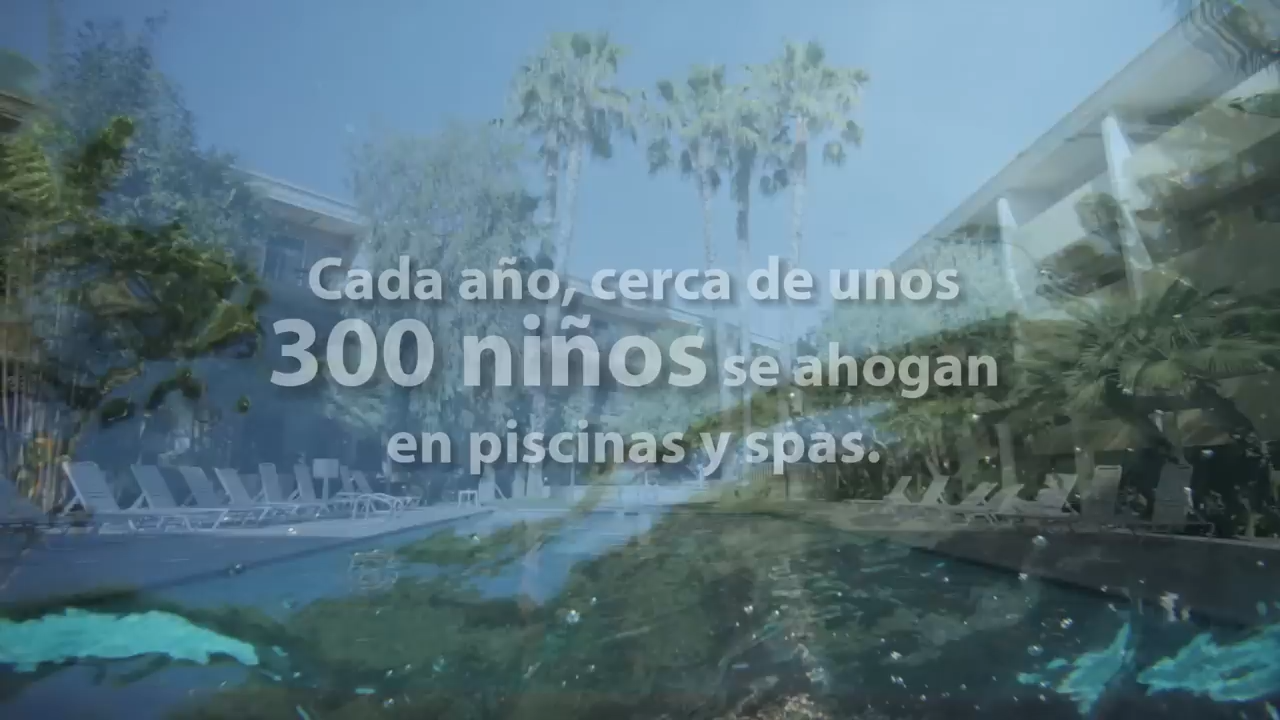 Cada año, cerca de unos
300 niños se ahogan
en piscinas y spas.